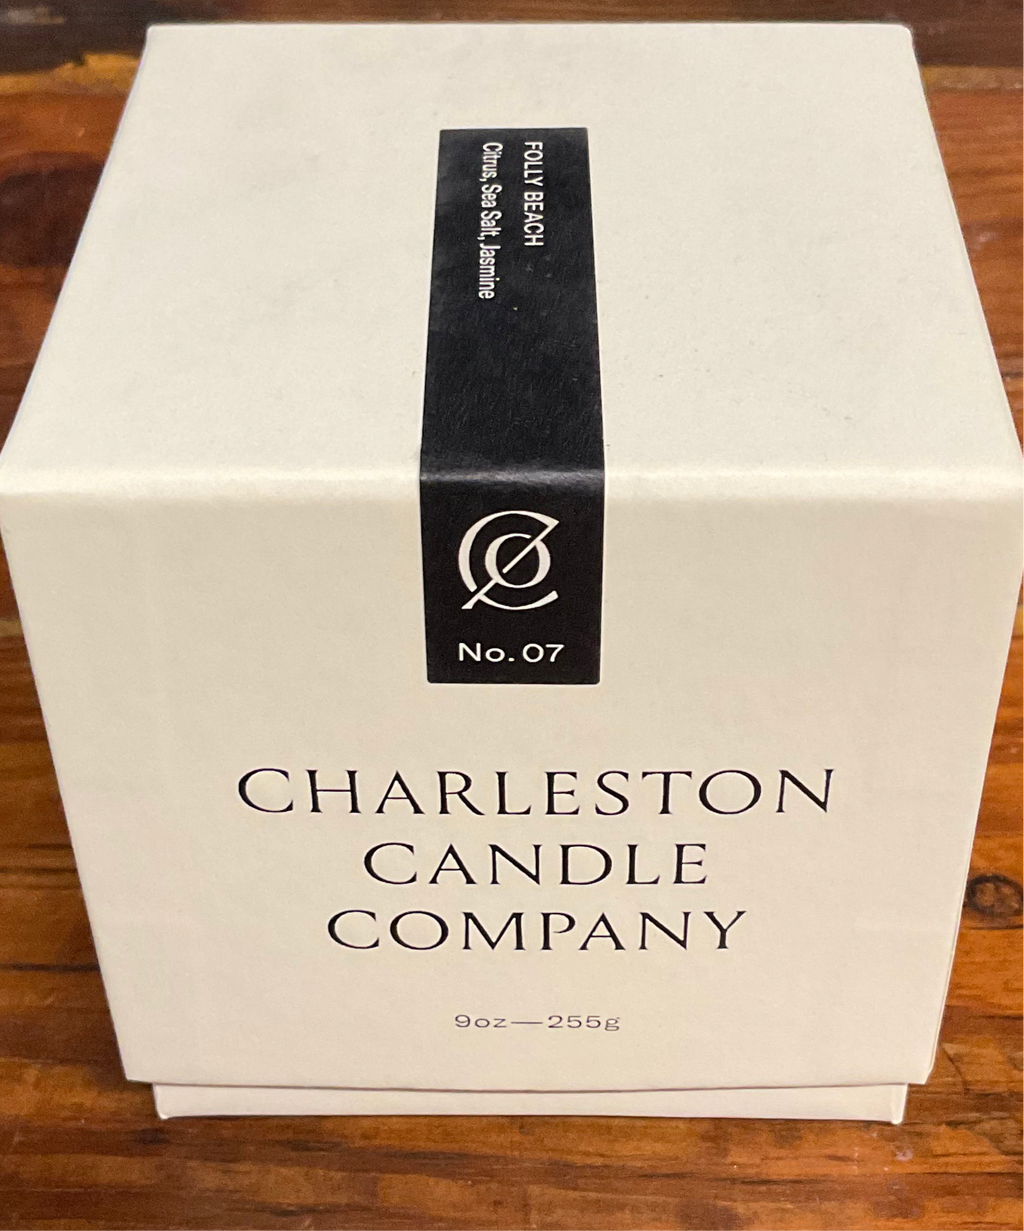 FOLLY BEACH
Citrus, Sea Salt, Jasmine
No. 07
CHARLESTON
CANDLE
COMPANY
9oz—255g